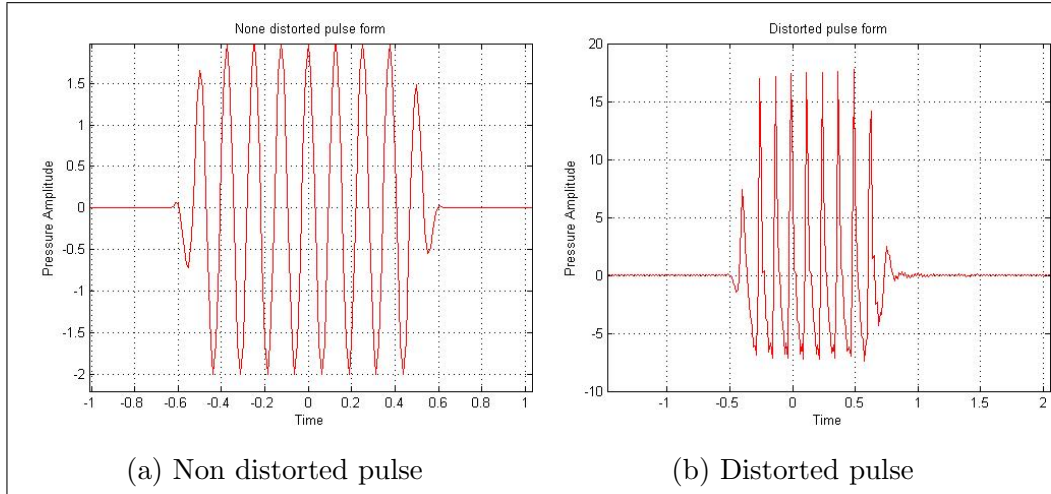 None distorted pulse form
Pressure Amplitude
1.5
1
0.5
0
-0.5
-1
-1.5
-2
-1 -0.8 -0.6 -0.4 -0.2 0 0.2 0.4 0.6 0.8 1
Time
Distorted pulse form
Pressure Amplitude
20
15
10
5
0
-5
-10
-1 -0.5 0 0.5 1 1.5 2
Time
(a) Non distorted pulse
(b) Distorted pulse